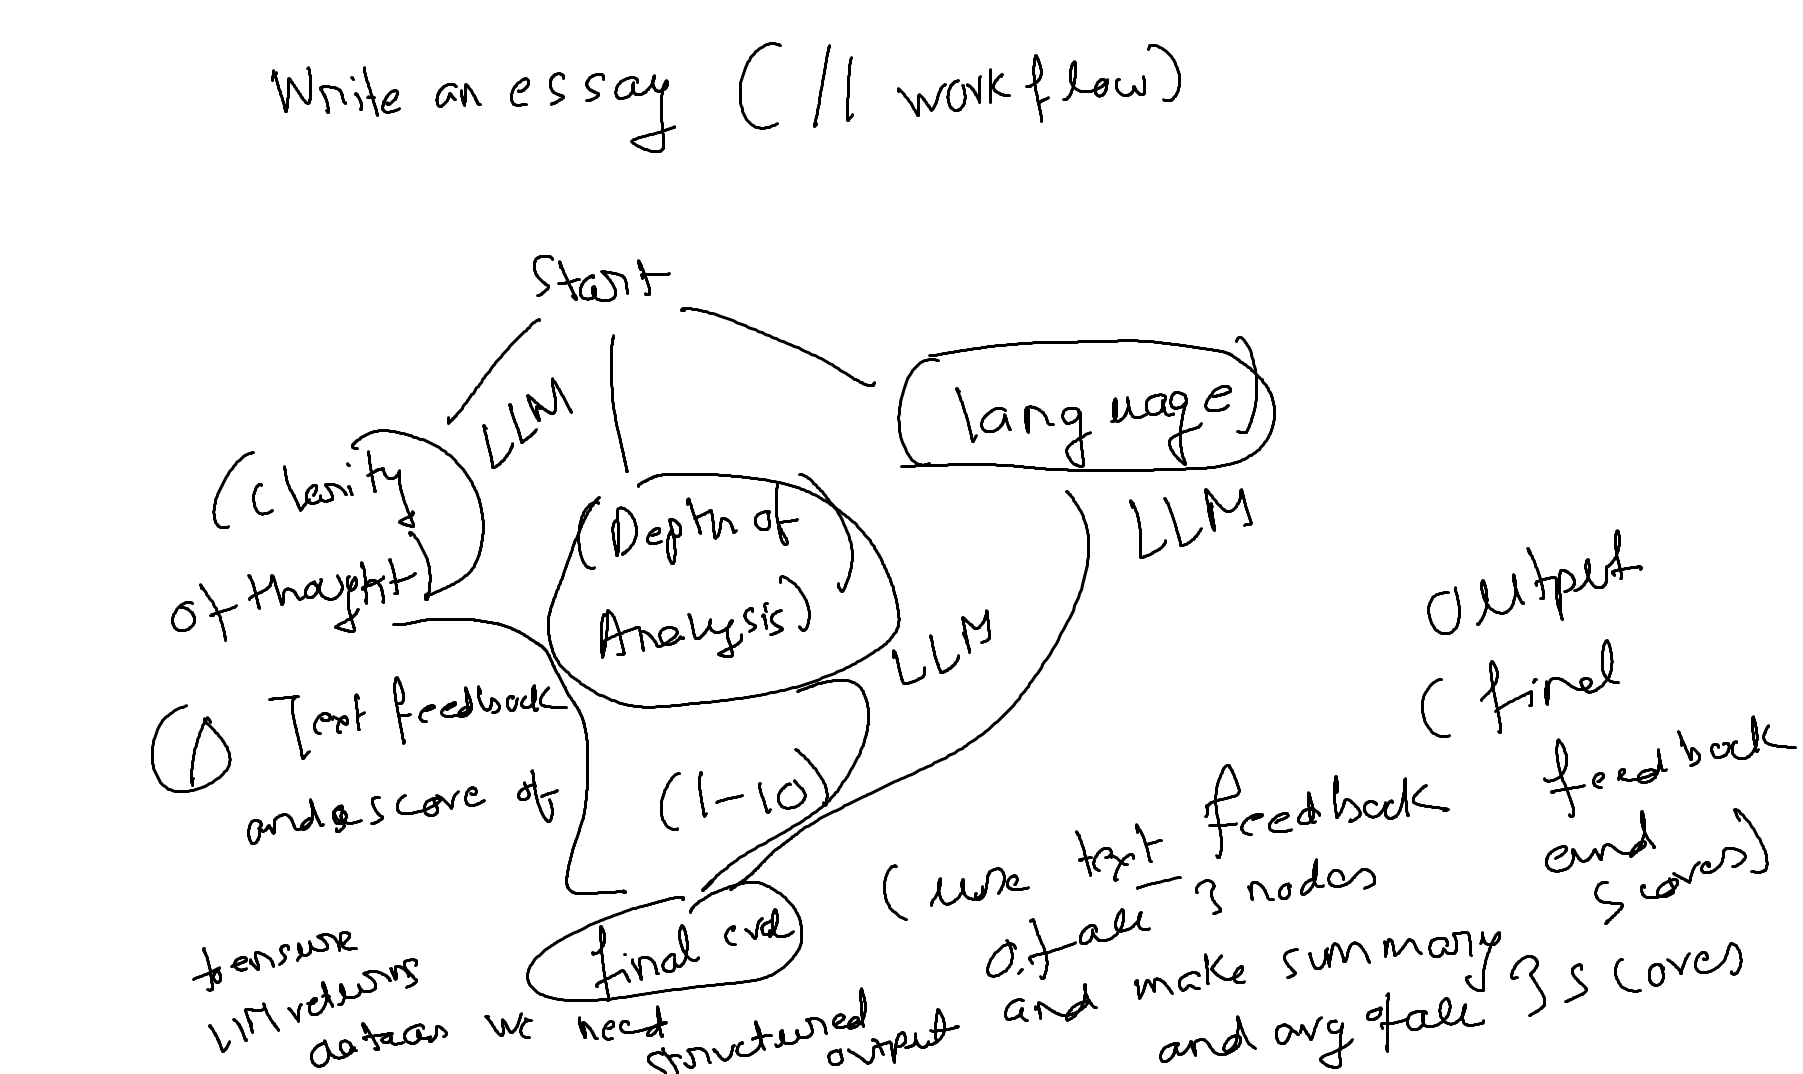 Write an essay (// workflow)
Start
LLM
(Clarity
of thought)
(Depth of
Analysis)
LLM
(language)
LLM
① Text feedback
and a score of (1-10)
final eval
(use text feedback
of all 3 nodes
and make summary
and avg of all 3 scores
output
(final
feedback
and
scores)
to ensure
LLM returns
data as we need
structured
output